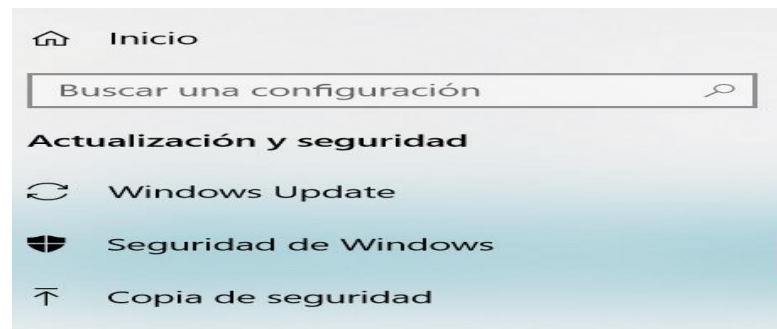 Inicio
Buscar una configuración
Actualización y seguridad
Windows Update
Seguridad de Windows
Copia de seguridad